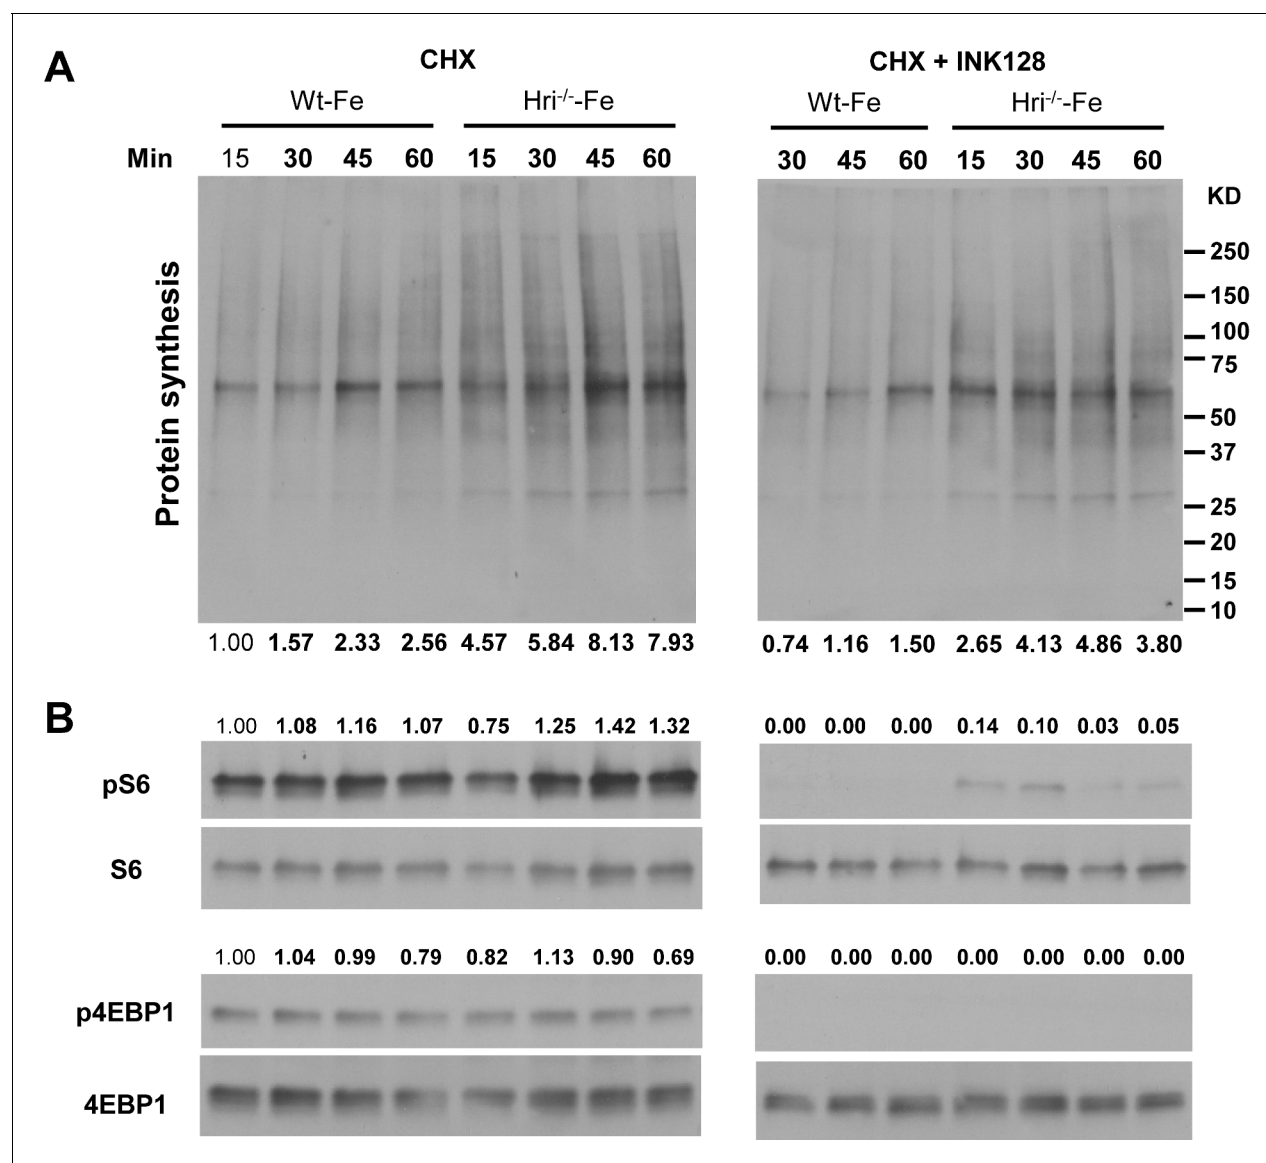 A
CHX
CHX + INK128
Wt-Fe
Hri-/--Fe
Wt-Fe
Hri-/--Fe
Min 15 30 45 60 15 30 45 60
30 45 60 15 30 45 60
KD
250
150
100
75
50
37
25
20
15
10
Protein synthesis
1.00 1.57 2.33 2.56 4.57 5.84 8.13 7.93
0.74 1.16 1.50 2.65 4.13 4.86 3.80
B
1.00 1.08 1.16 1.07 0.75 1.25 1.42 1.32
0.00 0.00 0.00 0.14 0.10 0.03 0.05
pS6
S6
1.00 1.04 0.99 0.79 0.82 1.13 0.90 0.69
0.00 0.00 0.00 0.00 0.00 0.00 0.00
p4EBP1
4EBP1